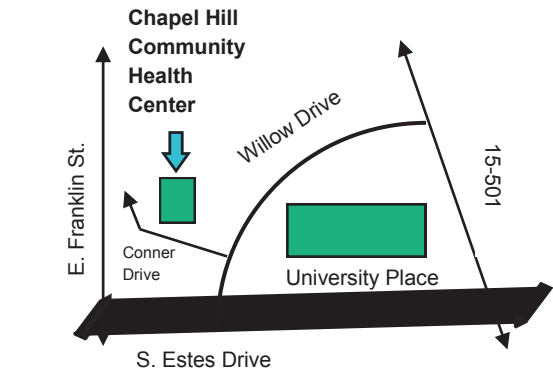 Chapel Hill
Community
Health
Center
Willow Drive
15-501
E. Franklin St.
Conner
Drive
University Place
S. Estes Drive